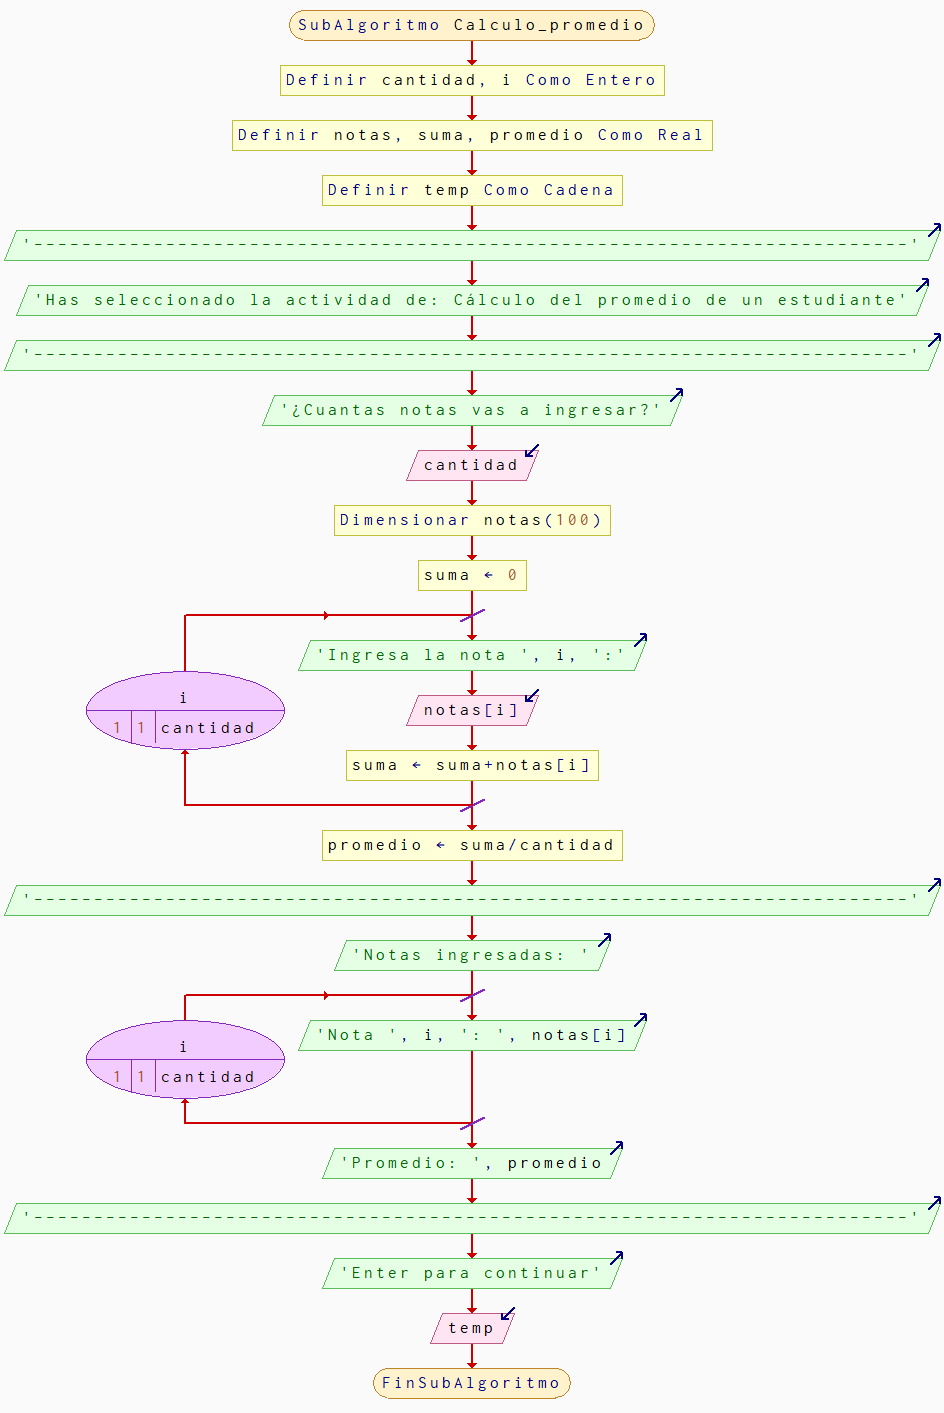 SubAlgoritmo Calculo_promedio
Definir cantidad, i Como Entero
Definir notas, suma, promedio Como Real
Definir temp Como Cadena
'-------------------------------------------------------------------------'
'Has seleccionado la actividad de: Cálculo del promedio de un estudiante'
'-------------------------------------------------------------------------'
'¿Cuantas notas vas a ingresar?'
cantidad
Dimensionar notas(100)
suma ← 0
'Ingresa la nota ', i, ':'
i
1 1 cantidad
notas[i]
suma ← suma+notas[i]
promedio ← suma/cantidad
'-------------------------------------------------------------------------'
'Notas ingresadas: '
'Nota ', i, ': ', notas[i]
i
1 1 cantidad
'Promedio: ', promedio
'-------------------------------------------------------------------------'
'Enter para continuar'
temp
FinSubAlgoritmo